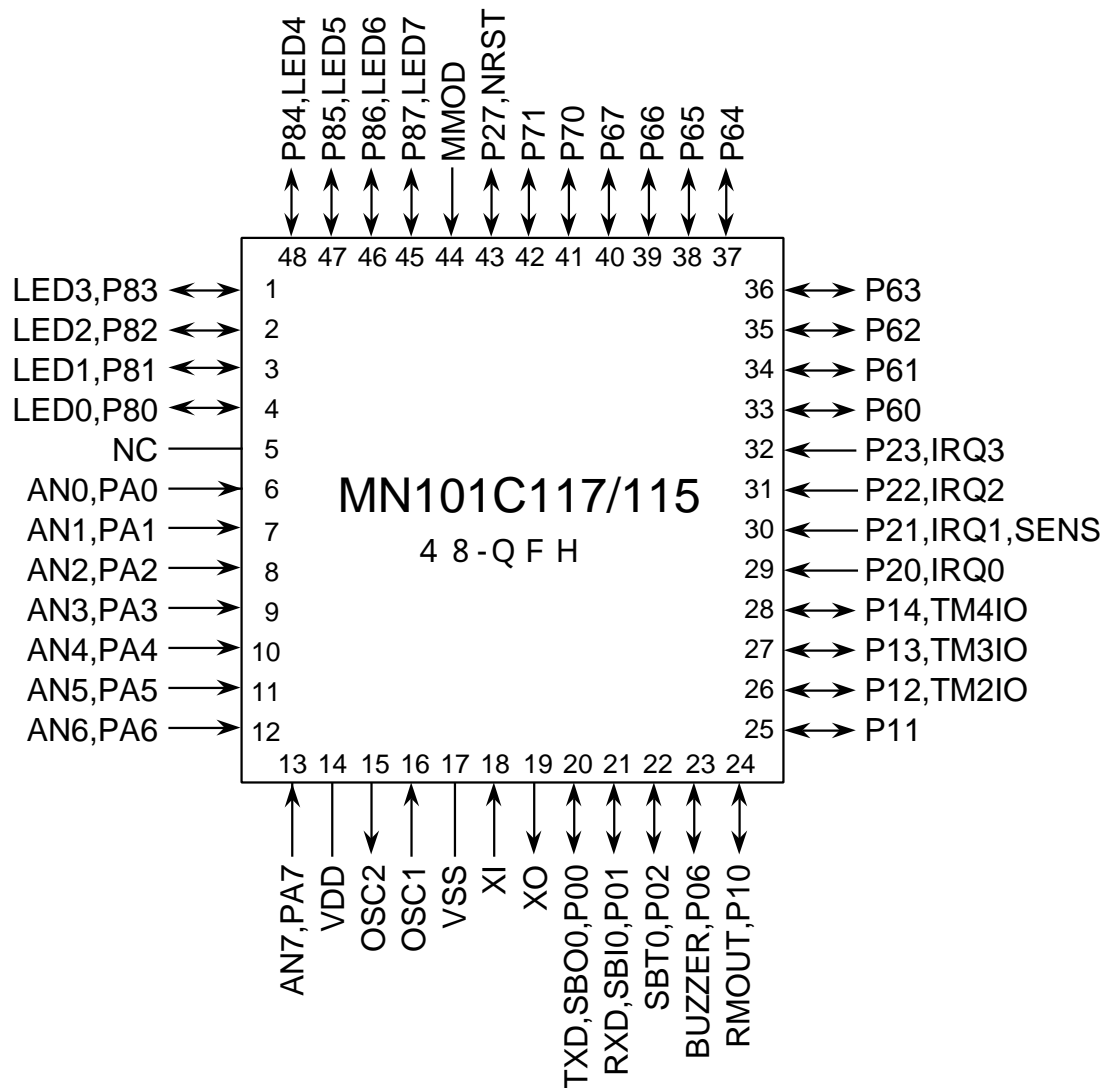 P84,LED4
P85,LED5
P86,LED6
P87,LED7
MMOD
P27,NRST
P71
P70
P67
P66
P65
P64
48 47 46 45 44 43 42 41 40 39 38 37
LED3,P83 1 36 P63
LED2,P82 2 35 P62
LED1,P81 3 34 P61
LED0,P80 4 33 P60
NC 5 32 P23,IRQ3
AN0,PA0 6 31 P22,IRQ2
MN101C117/115
AN1,PA1 7 30 P21,IRQ1,SENS
48-QFH
AN2,PA2 8 29 P20,IRQ0
AN3,PA3 9 28 P14,TM4IO
AN4,PA4 10 27 P13,TM3IO
AN5,PA5 11 26 P12,TM2IO
AN6,PA6 12 25 P11
13 14 15 16 17 18 19 20 21 22 23 24
AN7,PA7
VDD
OSC2
OSC1
VSS
XI
XO
TXD,SBO0,P00
RXD,SBI0,P01
SBT0,P02
BUZZER,P06
RMOUT,P10